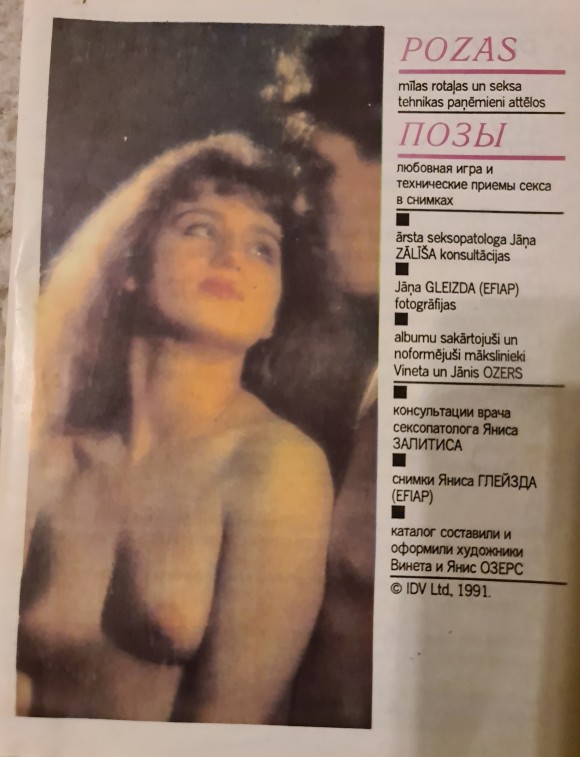 POZAS
mīlas rotaļas un seksa
tehnikas paņēmieni attēlos
ПОЗЫ
любовная игра и
технические приемы секса
в снимках
ārsta seksopatologa Jāņa
ZĀLĪŠA konsultācijas
Jāņa GLEIZDA (EFIAP)
fotogrāfijas
albumu sakārtojuši un
noformējuši mākslinieki
Vineta un Jānis OZERS
консультации врача
сексопатолога Яниса
ЗАЛИТИСА
снимки Яниса ГЛЕЙЗДА
(EFIAP)
каталог составили и
оформили художники
Винета и Янис ОЗЕРС
© IDV Ltd, 1991.